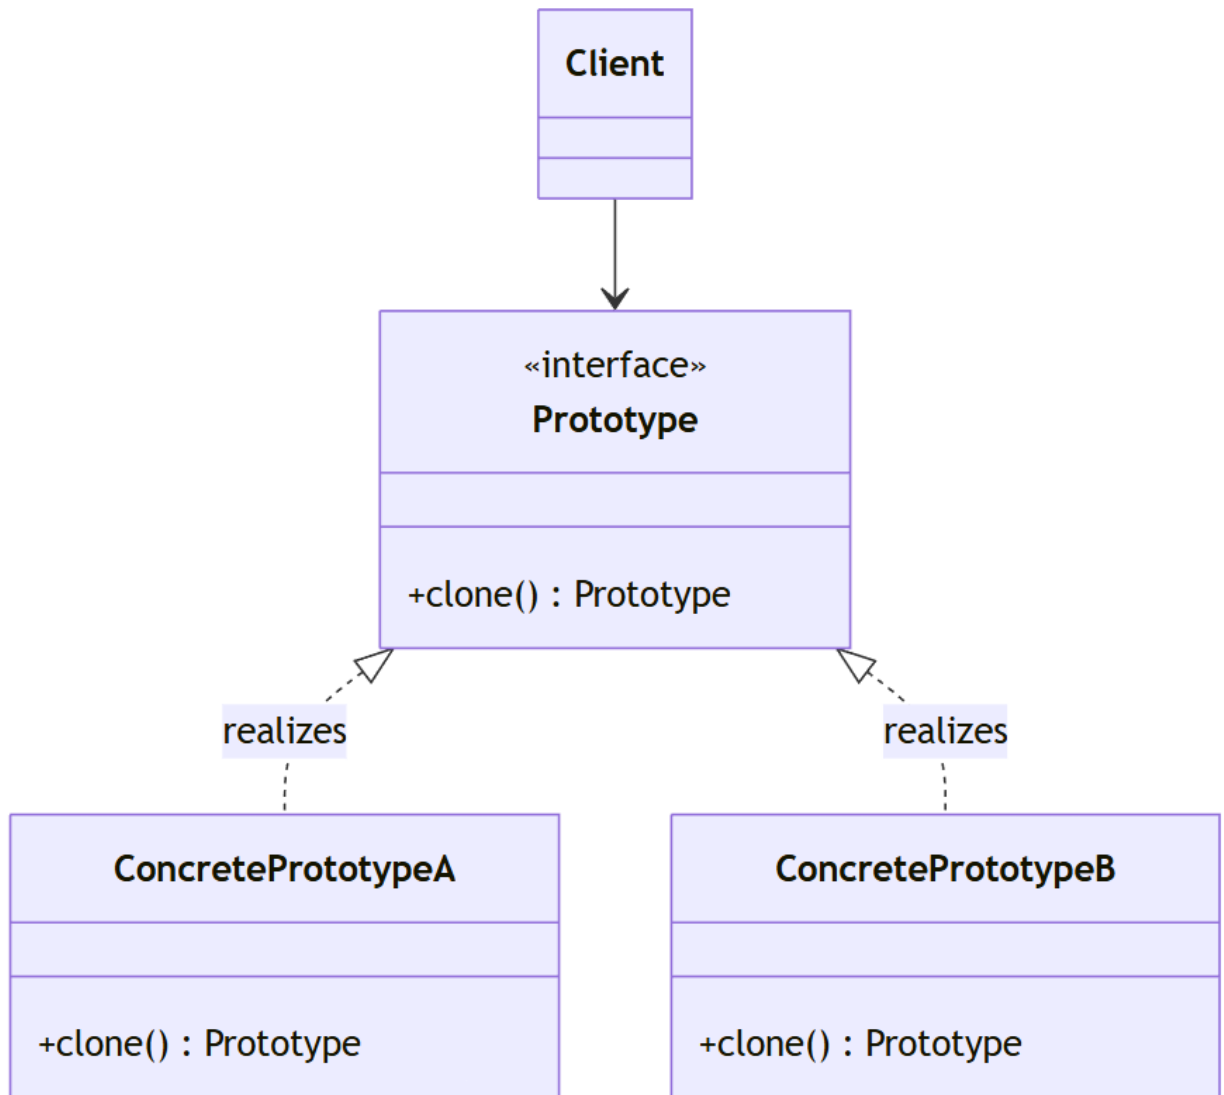 Client
«interface»
Prototype
+clone() : Prototype
realizes
realizes
ConcretePrototypeA
ConcretePrototypeB
+clone() : Prototype
+clone() : Prototype